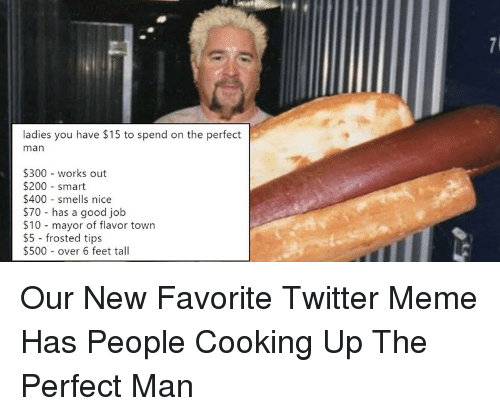 7
ladies you have $15 to spend on the perfect
man
$300 - works out
$200 - smart
$400 - smells nice
$70 - has a good job
$10 - mayor of flavor town
$5 - frosted tips
$500 - over 6 feet tall
Our New Favorite Twitter Meme
Has People Cooking Up The
Perfect Man